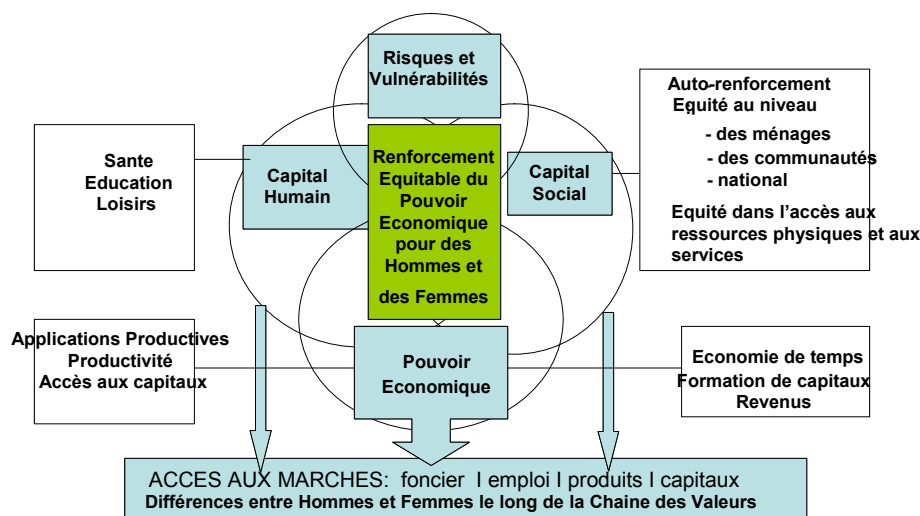 Risques et
Vulnérabilités
Auto-renforcement
Equité au niveau
- des ménages
- des communautés
- national
Equité dans l'accès aux
ressources physiques et aux
services
Sante
Education
Loisirs
Capital
Humain
Renforcement
Equitable du
Pouvoir
Economique
pour des
Hommes et
des Femmes
Capital
Social
Applications Productives
Productivité
Accès aux capitaux
Pouvoir
Economique
Economie de temps
Formation de capitaux
Revenus
ACCES AUX MARCHES: foncier I emploi I produits I capitaux
Différences entre Hommes et Femmes le long de la Chaine des Valeurs